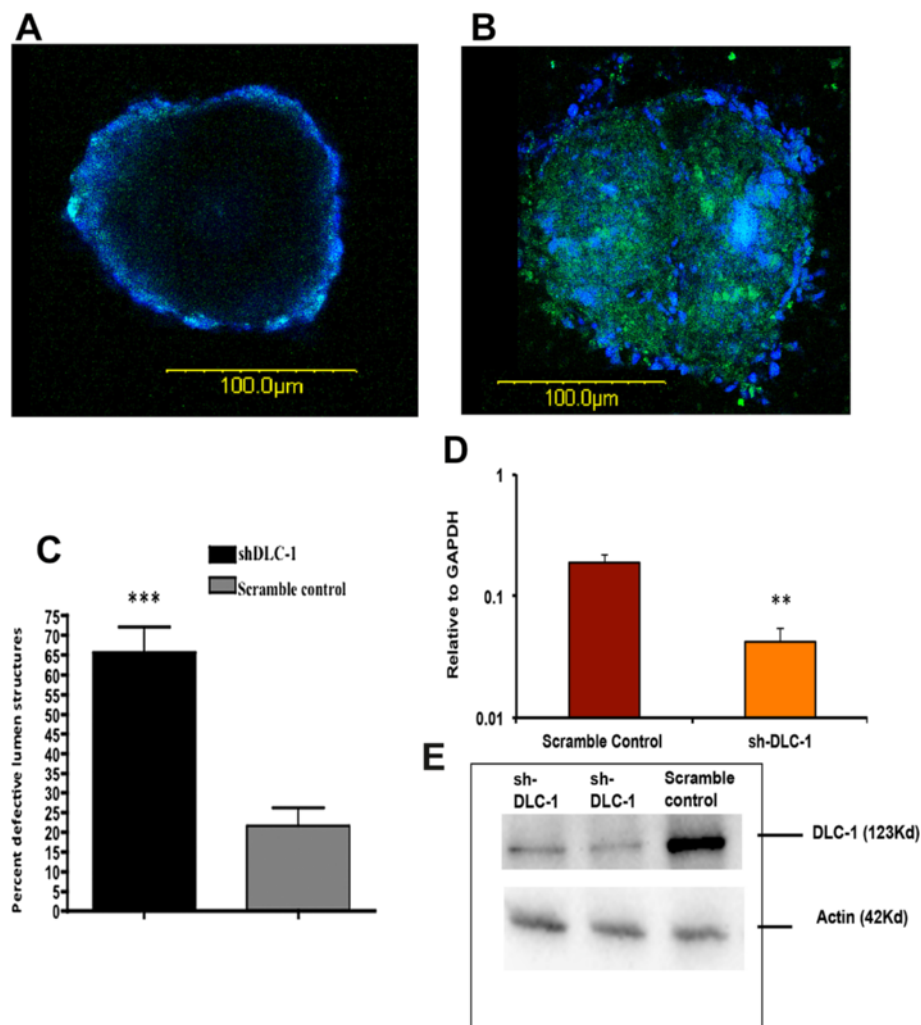 A
B
100.0µm
100.0µm
C
shDLC-1
Scramble control
***
Percent defective lumen structures
75
70
65
60
55
50
45
40
35
30
25
20
15
10
5
0
D
Relative to GAPDH
1
0.1
0.01
**
Scramble Control
sh-DLC-1
E
sh-
DLC-1
sh-
DLC-1
Scramble
control
DLC-1 (123Kd)
Actin (42Kd)